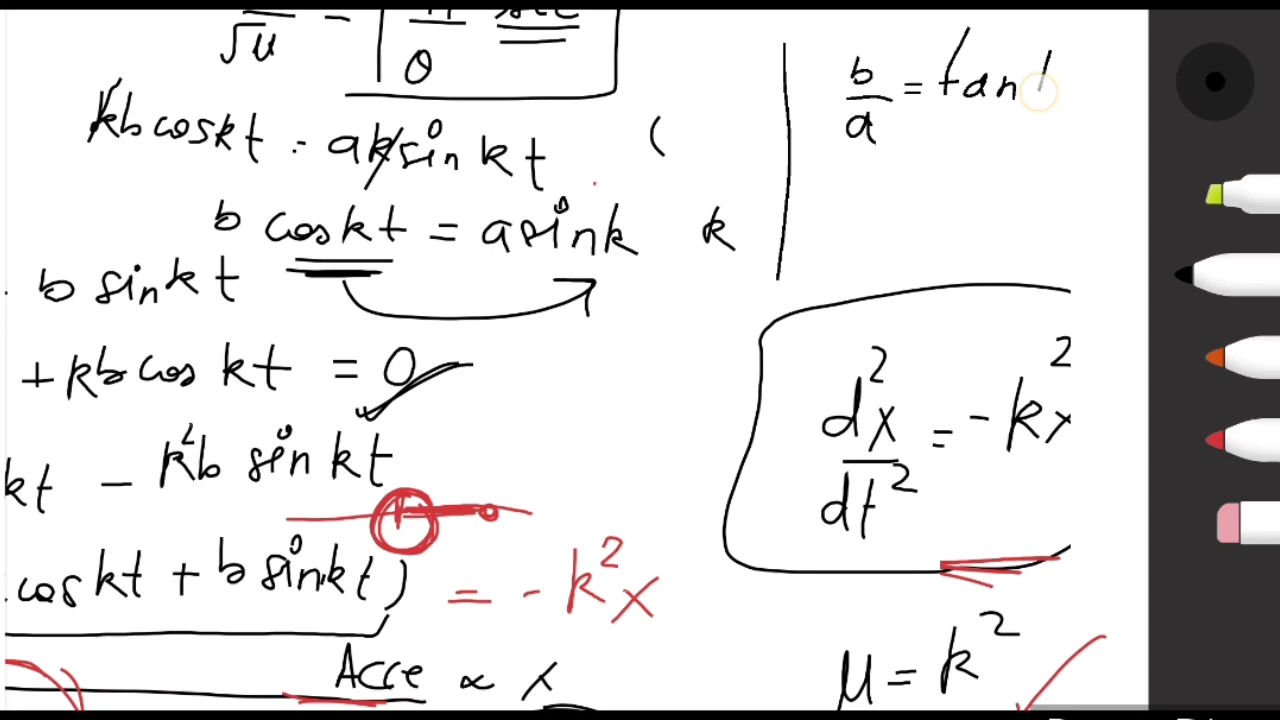 √μ =
θ
kb cos kt = ak sin kt (
b cos kt = a sin k k
b sin kt
+ kb cos kt = 0
kt - k²b sin kt
cos kt + b sin kt) = - k²x
Acce ∝ x
b/a = tan
d²x/dt² = - k²x
μ = k²